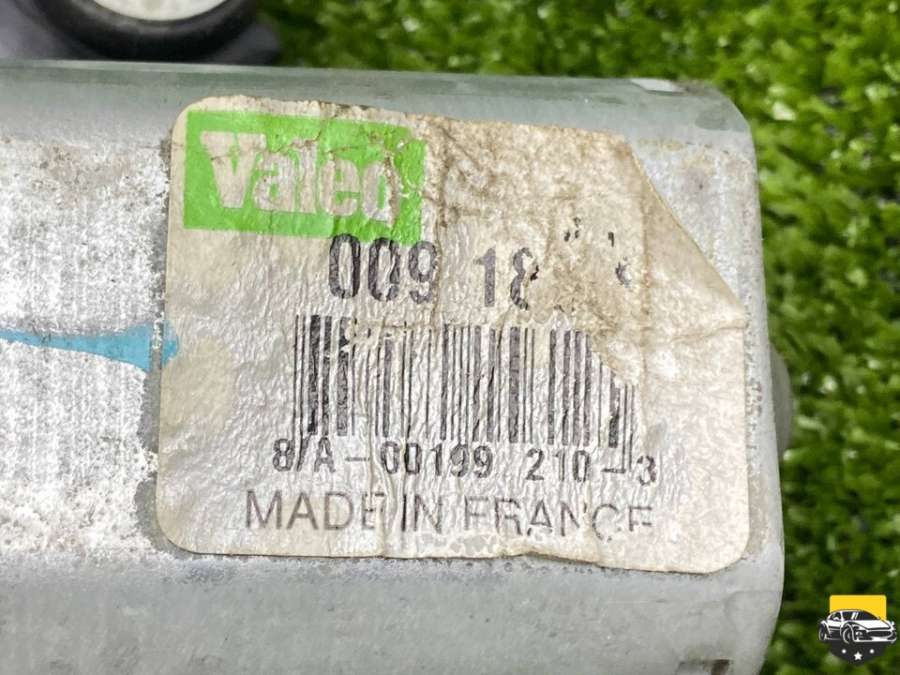 Valeo
009 18
8/A-00199 210-3
MADE IN FRANCE